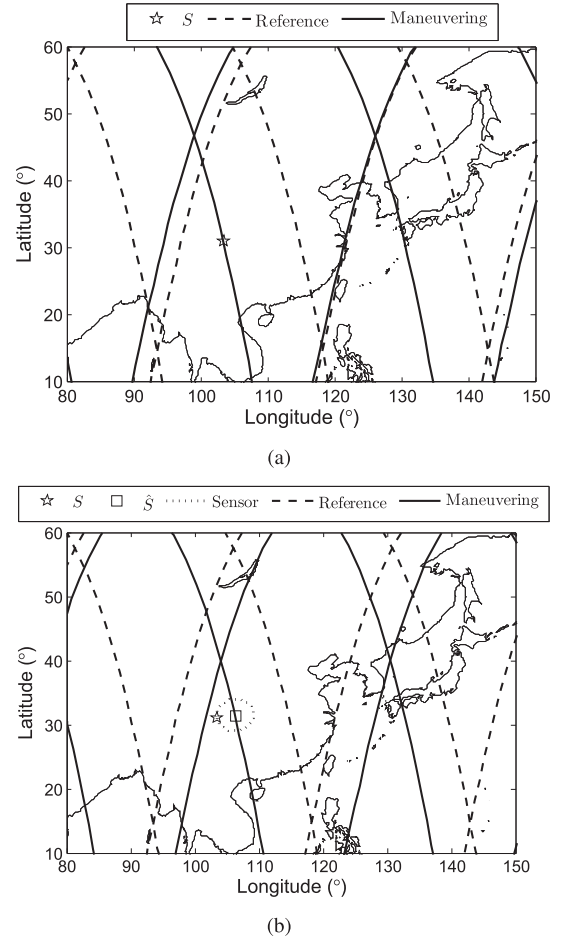 S Reference Maneuvering
60
50
40
30
20
10
Latitude (°)
80 90 100 110 120 130 140 150
Longitude (°)
(a)
S Ŝ Sensor Reference Maneuvering
60
50
40
30
20
10
Latitude (°)
80 90 100 110 120 130 140 150
Longitude (°)
(b)